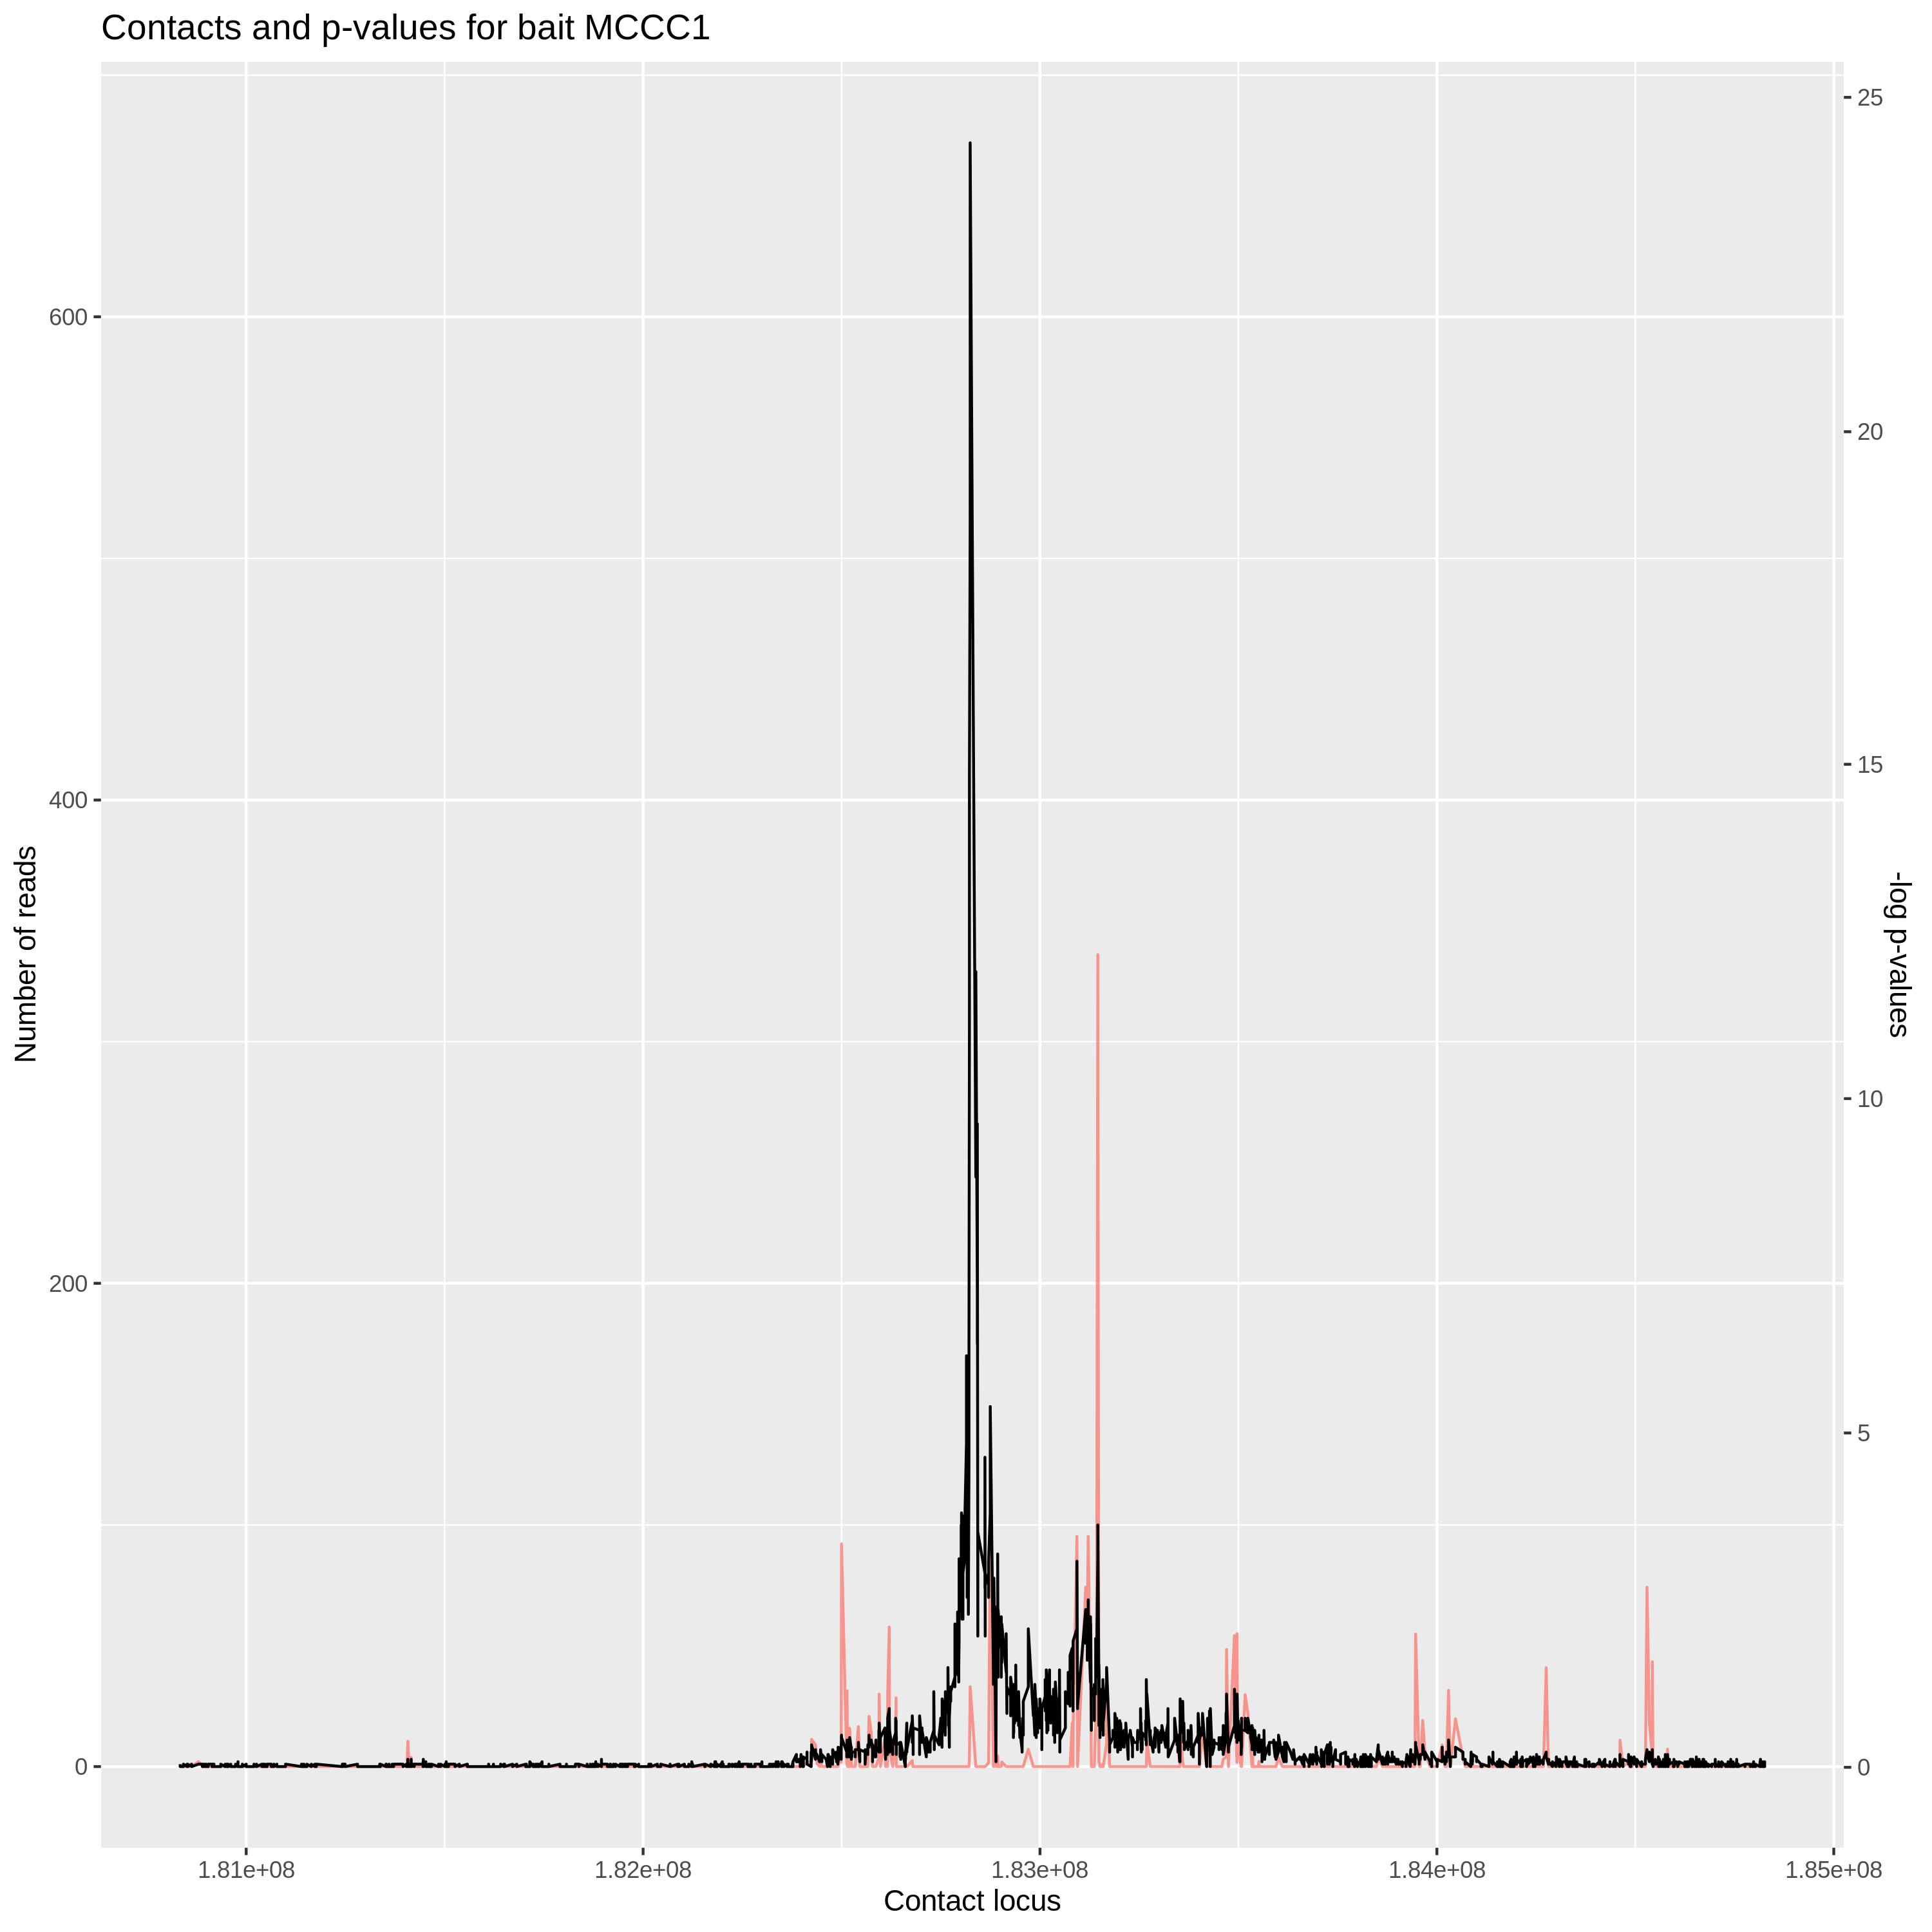 Contacts and p-values for bait MCCC1
25
20
15
10
5
0
600
400
200
0
Number of reads
-log p-values
1.81e+08 1.82e+08 1.83e+08 1.84e+08 1.85e+08
Contact locus